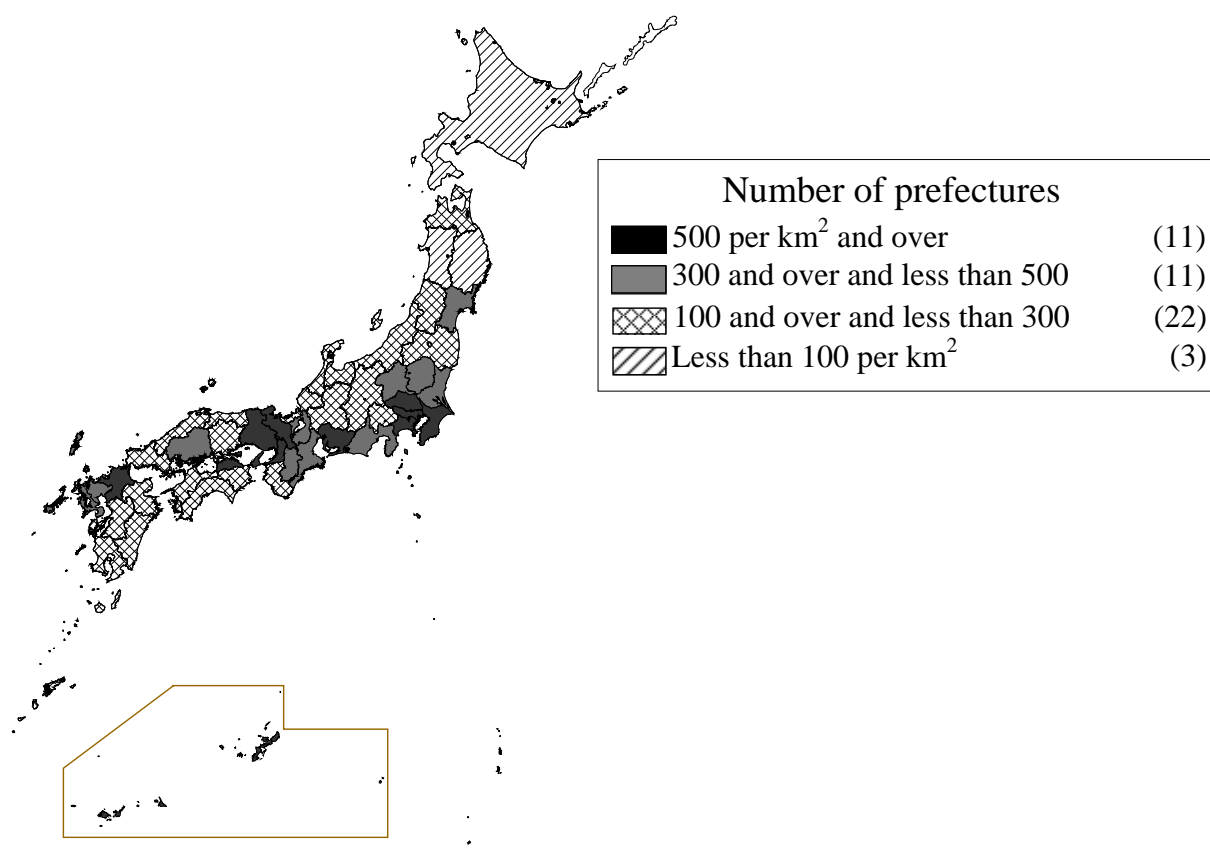 Number of prefectures
500 per km² and over (11)
300 and over and less than 500 (11)
100 and over and less than 300 (22)
Less than 100 per km² (3)